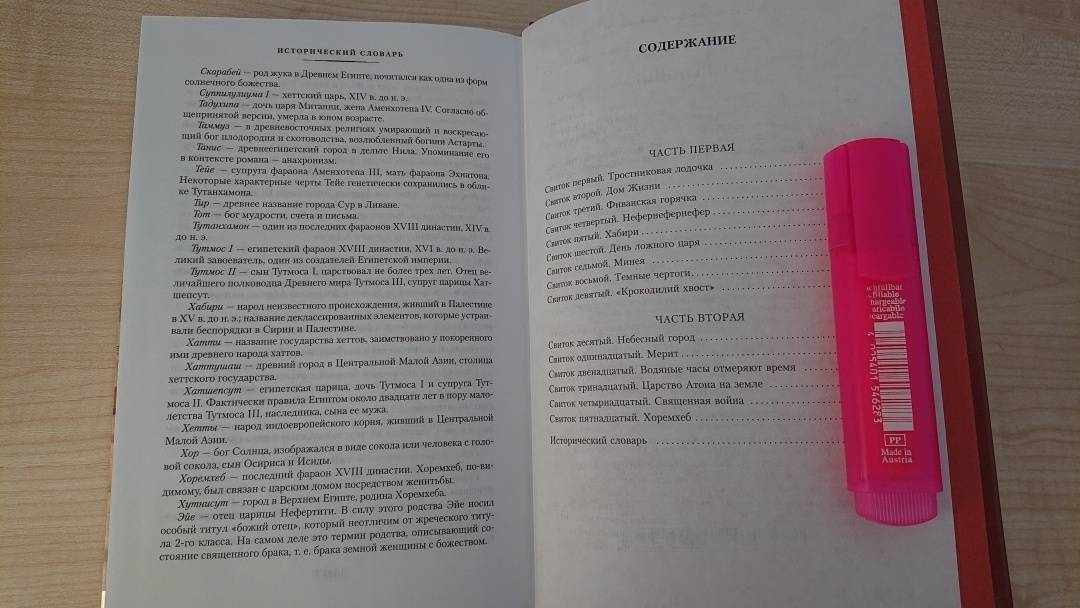 ИСТОРИЧЕСКИЙ СЛОВАРЬ
Скарабей — род жука в Древнем Египте, почитался как одна из форм
солнечного божества.
Суппилулиума I — хеттский царь, XIV в. до н. э.
Тадухипа — дочь царя Митанни, жена Аменхотепа IV. Согласно об-
щепринятой версии, умерла в юном возрасте.
Таммуз — в древневосточных религиях умирающий и воскресаю-
щий бог плодородия и скотоводства, возлюбленный богини Астарты.
Танис — древнеегипетский город в дельте Нила. Упоминание его
в контексте романа — анахронизм.
Тейе — супруга фараона Аменхотепа III, мать фараона Эхнатона.
Некоторые характерные черты Тейе генетически сохранились в обли-
ке Тутанхамона.
Тир — древнее название города Сур в Ливане.
Тот — бог мудрости, счета и письма.
Тутанхамон — один из последних фараонов XVIII династии, XIV в.
до н. э.
Тутмос I — египетский фараон XVIII династии, XVI в. до н. э. Ве-
ликий завоеватель, один из создателей Египетской империи.
Тутмос II — сын Тутмоса I, царствовал не более трех лет. Отец ве-
личайшего полководца Древнего мира Тутмоса III, супруг царицы Хат-
шепсут.
Хабири — народ неизвестного происхождения, живший в Палестине
в XV в. до н. э.; название деклассированных элементов, которые устраи-
вали беспорядки в Сирии и Палестине.
Хатти — название государства хеттов, заимствовано у покоренного
ими древнего народа хаттов.
Хаттушаш — древний город в Центральной Малой Азии, столица
хеттского государства.
Хатшепсут — египетская царица, дочь Тутмоса I и супруга Тут-
моса II. Фактически правила Египтом около двадцати лет в пору мало-
летства Тутмоса III, наследника, сына ее мужа.
Хетты — народ индоевропейского корня, живший в Центральной
Малой Азии.
Хор — бог Солнца, изображался в виде сокола или человека с голо-
вой сокола, сын Осириса и Исиды.
Хоремхеб — последний фараон XVIII династии. Хоремхеб, по-ви-
димому, был связан с царским домом посредством женитьбы.
Хутнисут — город в Верхнем Египте, родина Хоремхеба.
Эйе — отец царицы Нефертити. В силу этого родства Эйе носил
особый титул «божий отец», который неотличим от жреческого титу-
ла 2-го класса. На самом деле это термин родства, описывающий со-
стояние священного брака, т. е. брака земной женщины с божеством.
СОДЕРЖАНИЕ
ЧАСТЬ ПЕРВАЯ
Свиток первый. Тростниковая лодочка
Свиток второй. Дом Жизни
Свиток третий. Фиванская горячка
Свиток четвертый. Нефернефернефер
Свиток пятый. Хабири
Свиток шестой. День ложного царя
Свиток седьмой. Минея
Свиток восьмой. Темные чертоги
Свиток девятый. «Крокодилий хвост»
ЧАСТЬ ВТОРАЯ
Свиток десятый. Небесный город
Свиток одиннадцатый. Мерит
Свиток двенадцатый. Водяные часы отмеряют время
Свиток тринадцатый. Царство Атона на земле
Свиток четырнадцатый. Священная война
Свиток пятнадцатый. Хоремхеб
Исторический словарь
achfüllbar
fillable
hargeable
aricabile
cargable
4 005401 546283
PP
Made in
Austria